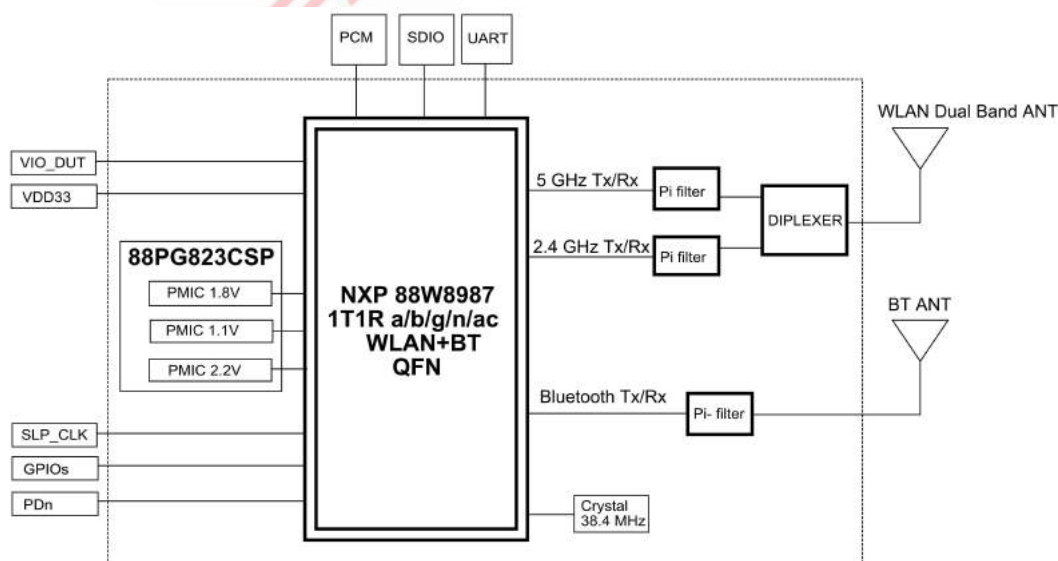 PCM
SDIO
UART
WLAN Dual Band ANT
VIO_DUT
VDD33
5 GHz Tx/Rx
Pi filter
DIPLEXER
2.4 GHz Tx/Rx
Pi filter
88PG823CSP
PMIC 1.8V
PMIC 1.1V
PMIC 2.2V
NXP 88W8987
1T1R a/b/g/n/ac
WLAN+BT
QFN
BT ANT
Bluetooth Tx/Rx
Pi- filter
SLP_CLK
GPIOs
PDn
Crystal
38.4 MHz